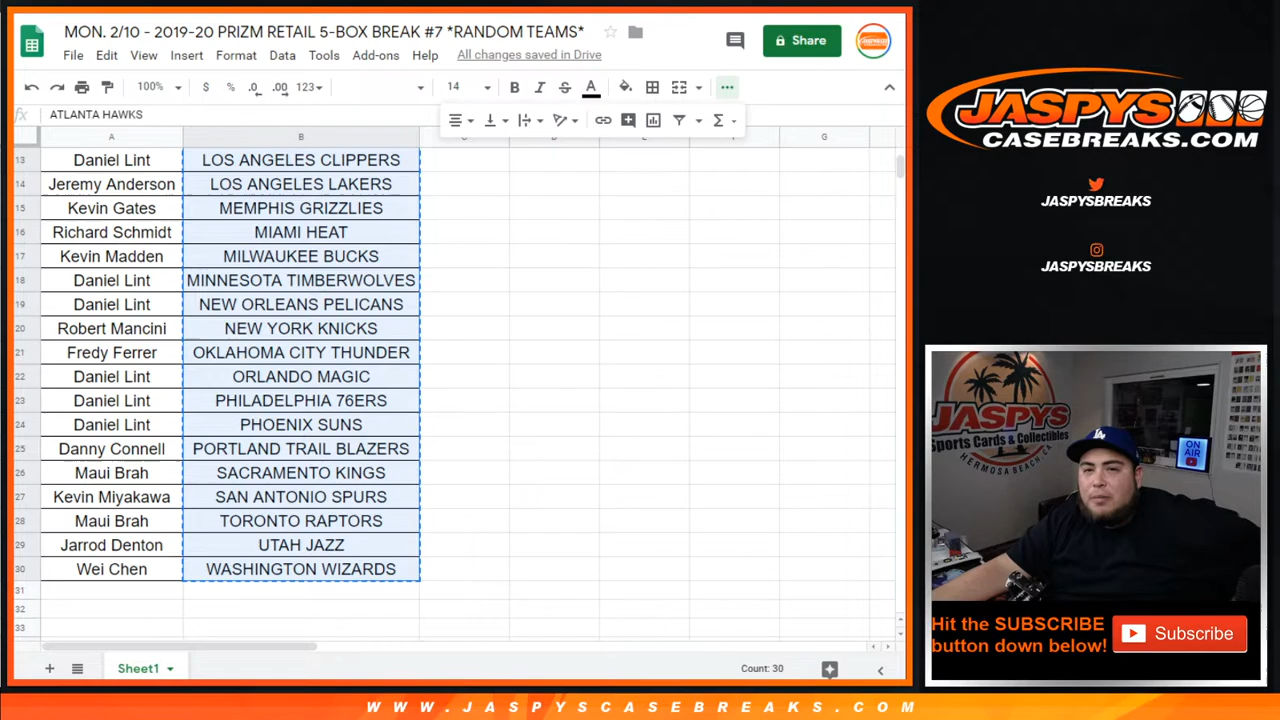 MON. 2/10 - 2019-20 PRIZM RETAIL 5-BOX BREAK #7 *RANDOM TEAMS*
File Edit View Insert Format Data Tools Add-ons Help All changes saved in Drive
Share
100% $ % .0 .00 123 14 B I S A
fx ATLANTA HAWKS
A B C D E F G
13 Daniel Lint LOS ANGELES CLIPPERS
14 Jeremy Anderson LOS ANGELES LAKERS
15 Kevin Gates MEMPHIS GRIZZLIES
16 Richard Schmidt MIAMI HEAT
17 Kevin Madden MILWAUKEE BUCKS
18 Daniel Lint MINNESOTA TIMBERWOLVES
19 Daniel Lint NEW ORLEANS PELICANS
20 Robert Mancini NEW YORK KNICKS
21 Fredy Ferrer OKLAHOMA CITY THUNDER
22 Daniel Lint ORLANDO MAGIC
23 Daniel Lint PHILADELPHIA 76ERS
24 Daniel Lint PHOENIX SUNS
25 Danny Connell PORTLAND TRAIL BLAZERS
26 Maui Brah SACRAMENTO KINGS
27 Kevin Miyakawa SAN ANTONIO SPURS
28 Maui Brah TORONTO RAPTORS
29 Jarrod Denton UTAH JAZZ
30 Wei Chen WASHINGTON WIZARDS
31
32
33
Sheet1
Count: 30
JASPYS
CASEBREAKS.COM
JASPYSBREAKS
JASPYSBREAKS
JASPYS
Sports Cards & Collectibles
HERMOSA BEACH CA
ON
AIR
LA
Hit the SUBSCRIBE
button down below!
Subscribe
WWW.JASPYSCASEBREAKS.COM